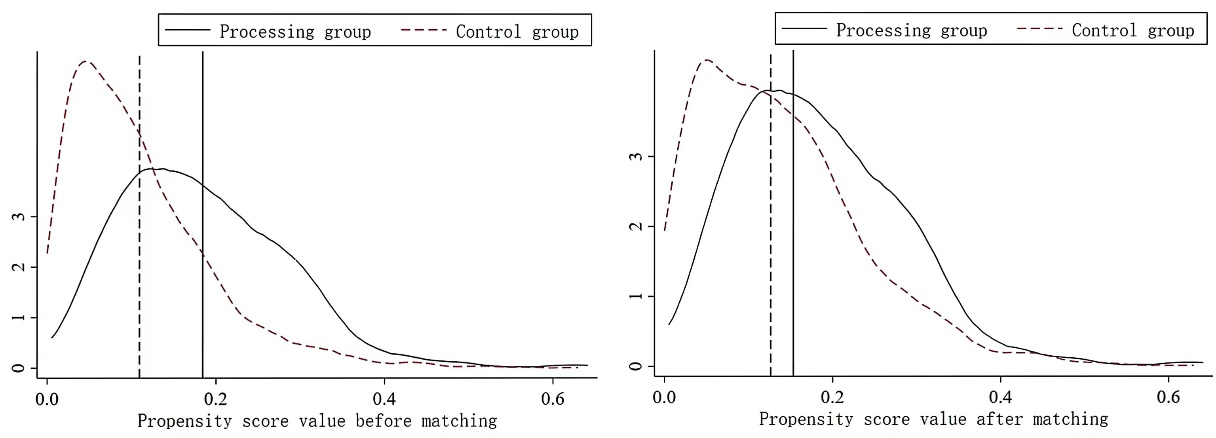 Processing group Control group
3
2
1
0
0.0 0.2 0.4 0.6
Propensity score value before matching
Processing group Control group
3
2
1
0
0.0 0.2 0.4 0.6
Propensity score value after matching